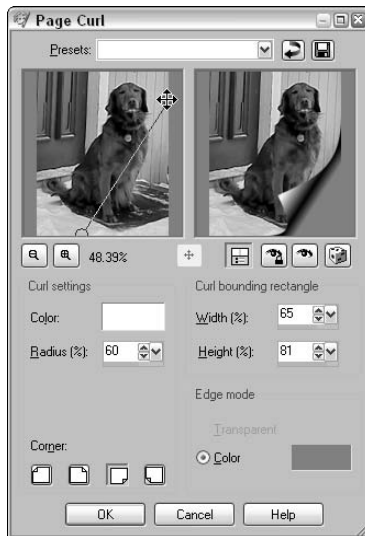 Page Curl
Presets:
48.39%
Curl settings
Color:
Radius (%): 60
Corner:
Curl bounding rectangle
Width (%): 65
Height (%): 81
Edge mode
Transparent
Color
OK Cancel Help